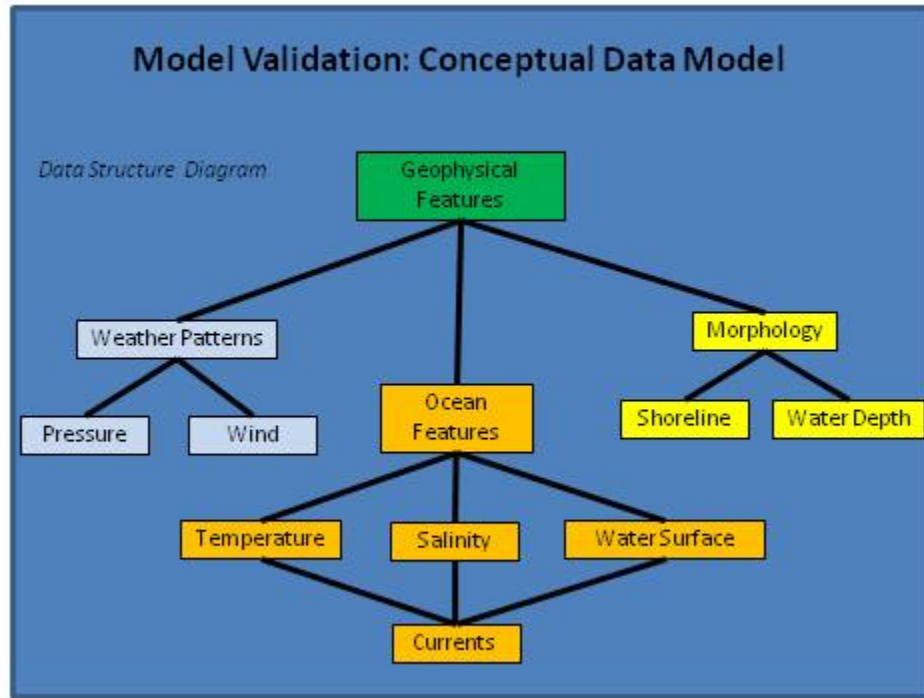 Model Validation: Conceptual Data Model
Data Structure Diagram
Geophysical
Features
Weather Patterns
Morphology
Pressure
Wind
Ocean
Features
Shoreline
Water Depth
Temperature
Salinity
Water Surface
Currents